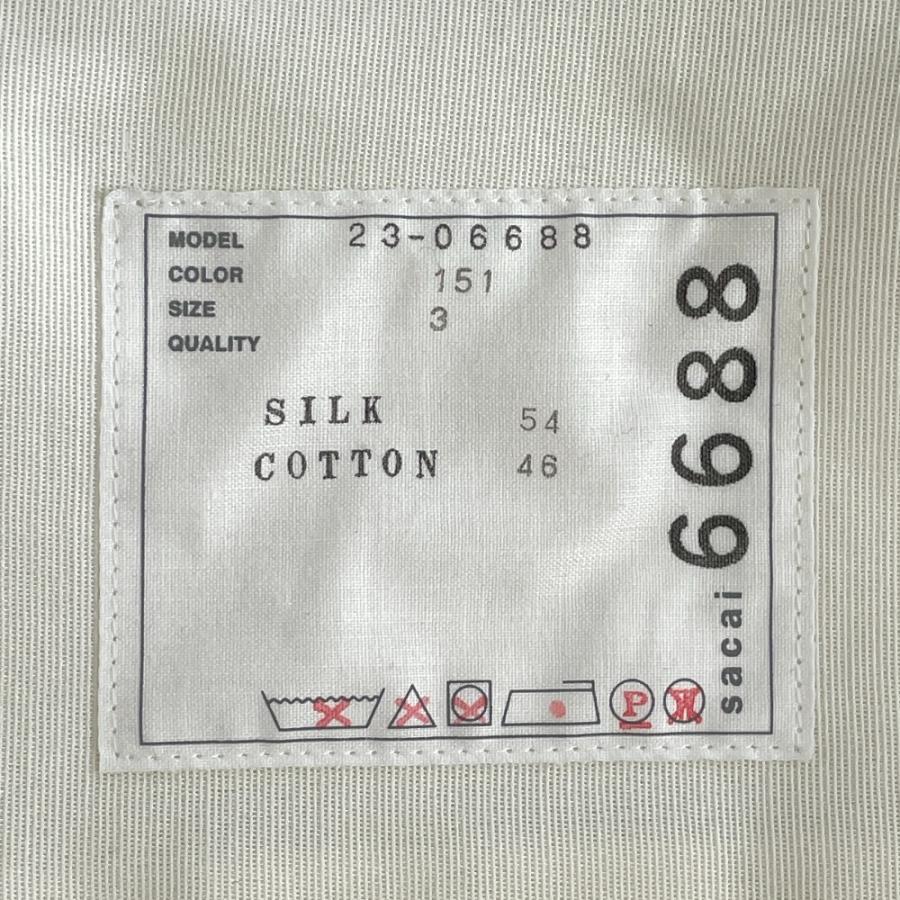 MODEL 23-06688
COLOR 151
SIZE 3
QUALITY
SILK 54
COTTON 46
P W
sacai 6688